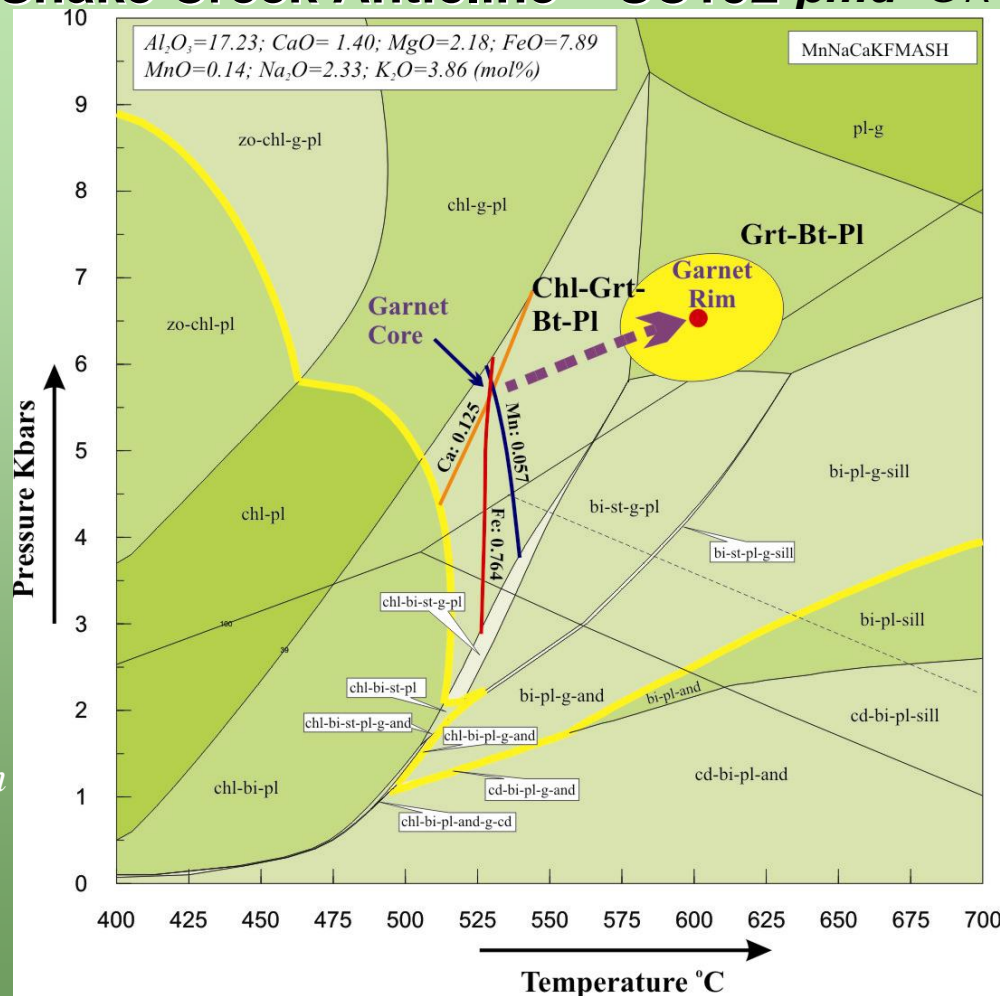 Snake Creek Anticline – SC132 pmd*CRC
Al₂O₃=17.23; CaO= 1.40; MgO=2.18; FeO=7.89
MnO=0.14; Na₂O=2.33; K₂O=3.86 (mol%)
MnNaCaKFMASH
10
9
8
7
6
5
4
3
2
1
0
Pressure Kbars
zo-chl-g-pl
pl-g
chl-g-pl
Grt-Bt-Pl
Garnet
Rim
Chl-Grt-
Bt-Pl
Garnet
Core
zo-chl-pl
Ca: 0.125
Mn: 0.057
Fe: 0.764
bi-pl-g-sill
chl-pl
bi-st-g-pl
bi-st-pl-g-sill
chl-bi-st-g-pl
100
39
bi-pl-sill
chl-bi-st-pl
bi-pl-g-and
bi-pl-and
cd-bi-pl-sill
chl-bi-st-pl-g-and
chl-bi-pl-g-and
chl-bi-pl
cd-bi-pl-g-and
cd-bi-pl-and
chl-bi-pl-and-g-cd
400 425 450 475 500 525 550 575 600 625 650 675 700
Temperature °C